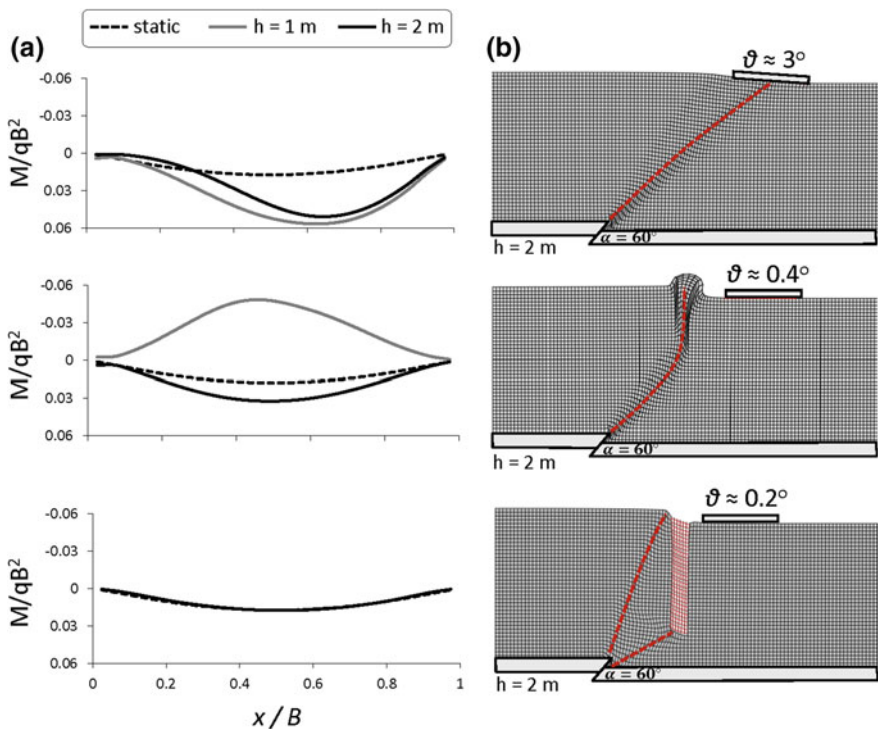 static h = 1 m h = 2 m
(a)
(b)
-0.06
-0.03
0
0.03
0.06
M/qB²
ϑ ≈ 3°
α = 60°
h = 2 m
-0.06
-0.03
0
0.03
0.06
M/qB²
ϑ ≈ 0.4°
α = 60°
h = 2 m
-0.06
-0.03
0
0.03
0.06
M/qB²
0 0.2 0.4 0.6 0.8 1
x / B
ϑ ≈ 0.2°
α = 60°
h = 2 m